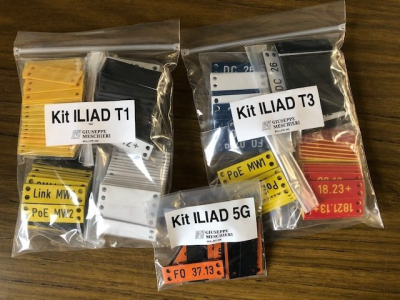 Kit ILIAD T1
GIUSEPPE
MESCHIERI
Link MW
PoE MW2
DC 26
DC 26
Kit ILIAD T3
GIUSEPPE
MESCHIERI
PoE MW1
18.23+
1821.13+
Kit ILIAD 5G
GIUSEPPE
MESCHIERI
FO 37.13